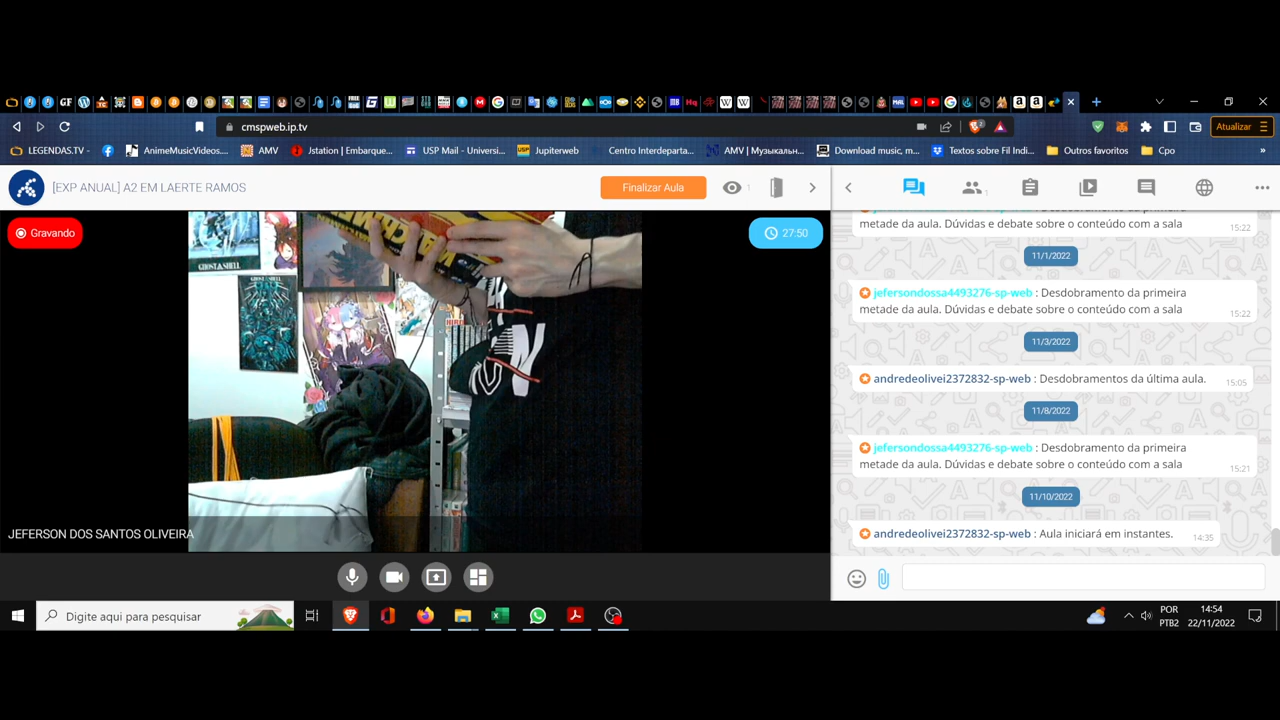 cmspweb.ip.tv
Atualizar
LEGENDAS.TV -
AnimeMusicVideos...
AMV
Jstation | Embarque...
USP Mail - Universi...
Jupiterweb
Centro Interdeparta...
AMV | Музыкальн...
Download music, m...
Textos sobre Fil Indi...
Outros favoritos
Cpo
»
[EXP ANUAL] A2 EM LAERTE RAMOS
Finalizar Aula
1
1
Gravando
27:50
GHOST IN THE SHELL
JEFERSON DOS SANTOS OLIVEIRA
metade da aula. Dúvidas e debate sobre o conteúdo com a sala
15:22
11/1/2022
jefersondossa4493276-sp-web : Desdobramento da primeira
metade da aula. Dúvidas e debate sobre o conteúdo com a sala
15:22
11/3/2022
andredeolivei2372832-sp-web : Desdobramentos da última aula.
15:05
11/8/2022
jefersondossa4493276-sp-web : Desdobramento da primeira
metade da aula. Dúvidas e debate sobre o conteúdo com a sala
15:21
11/10/2022
andredeolivei2372832-sp-web : Aula iniciará em instantes.
14:35
Digite aqui para pesquisar
POR
PTB2
14:54
22/11/2022